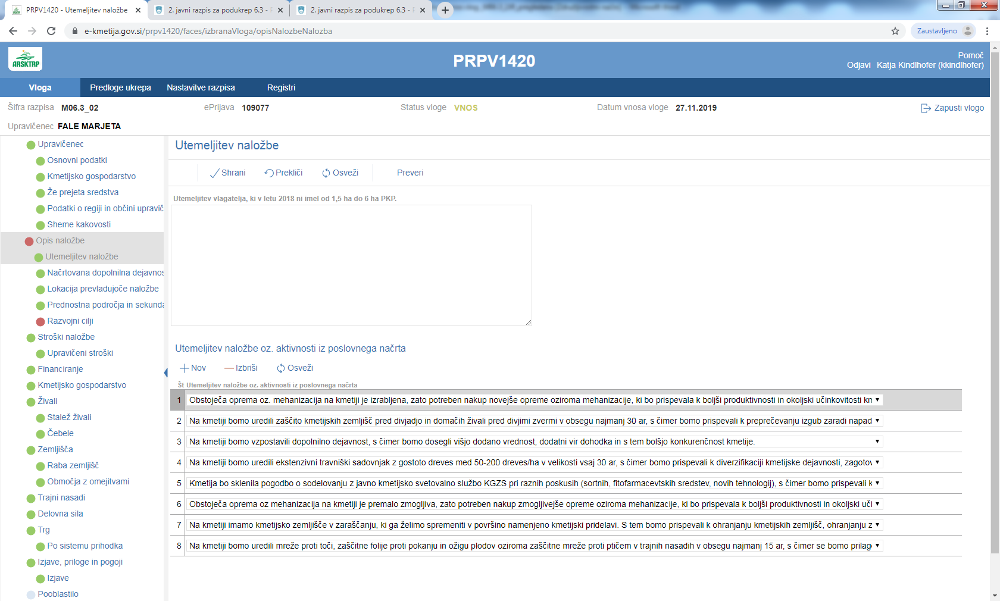 PRPV1420 - Utemeljitev naložbe
2. javni razpis za podukrep 6.3 -
2. javni razpis za podukrep 6.3 -
e-kmetija.gov.si/prpv1420/faces/izbranaVloga/opisNalozbeNalozba
Zaustavljeno
ARSKTRP
PRPV1420
Pomoč
Odjavi Katja Kindlhofer (kkindlhofer)
Vloga Predloge ukrepa Nastavitve razpisa Registri
Šifra razpisa M06.3_02 ePrijava 109077 Status vloge VNOS Datum vnosa vloge 27.11.2019 Zapusti vlogo
Upravičenec FALE MARJETA
Upravičenec
Osnovni podatki
Kmetijsko gospodarstvo
Že prejeta sredstva
Podatki o regiji in občini upravič
Sheme kakovosti
Opis naložbe
Utemeljitev naložbe
Načrtovana dopolnilna dejavnos
Lokacija prevladujoče naložbe
Prednostna področja in sekunda
Razvojni cilji
Stroški naložbe
Upravičeni stroški
Financiranje
Kmetijsko gospodarstvo
Živali
Stalež živali
Čebele
Zemljišča
Raba zemljišč
Območja z omejitvami
Trajni nasadi
Delovna sila
Trg
Po sistemu prihodka
Izjave, priloge in pogoji
Izjave
Pooblastilo
Utemeljitev naložbe
Shrani Prekliči Osveži Preveri
Utemeljitev vlagatelja, ki v letu 2018 ni imel od 1,5 ha do 6 ha PKP.
Utemeljitev naložbe oz. aktivnosti iz poslovnega načrta
Nov Izbriši Osveži
Št Utemeljitev naložbe oz. aktivnosti iz poslovnega načrta
1 Obstoječa oprema oz. mehanizacija na kmetiji je izrabljena, zato potreben nakup novejše opreme oziroma mehanizacije, ki bo prispevala k boljši produktivnosti in okoljski učinkovitosti km
2 Na kmetiji bomo uredili zaščito kmetijskih zemljišč pred divjadjo in domačih živali pred divjimi zvermi v obsegu najmanj 30 ar, s čimer bomo prispevali k preprečevanju izgub zaradi napad
3 Na kmetiji bomo vzpostavili dopolnilno dejavnost, s čimer bomo dosegli višjo dodano vrednost, dodatni vir dohodka in s tem bolšjo konkurenčnost kmetije.
4 Na kmetiji bomo uredili ekstenzivni travniški sadovnjak z gostoto dreves med 50-200 dreves/ha v velikosti vsaj 30 ar, s čimer bomo prispevali k diverzifikaciji kmetijske dejavnosti, zagotov
5 Kmetija bo sklenila pogodbo o sodelovanju z javno kmetijsko svetovalno službo KGZS pri raznih poskusih (sortnih, fitofarmacevtskih sredstev, novih tehnologij), s čimer bomo prispevali k
6 Obstoječa oprema oz mehanizacija na kmetiji je premalo zmogljiva, zato potreben nakup zmogljivejše opreme oziroma mehanizacije, ki bo prispevala k boljši produktivnosti in okoljski uči
7 Na kmetiji imamo kmetijsko zemljišče v zaraščanju, ki ga želimo spremeniti v površino namenjeno kmetijski pridelavi. S tem bomo prispevali k ohranjanju kmetijskih zemljišč, ohranjanju z
8 Na kmetiji bomo uredili mreže proti toči, zaščitne folije proti pokanju in ožigu plodov oziroma zaščitne mreže proti ptičem v trajnih nasadih v obsegu najmanj 15 ar, s čimer se bomo prilag